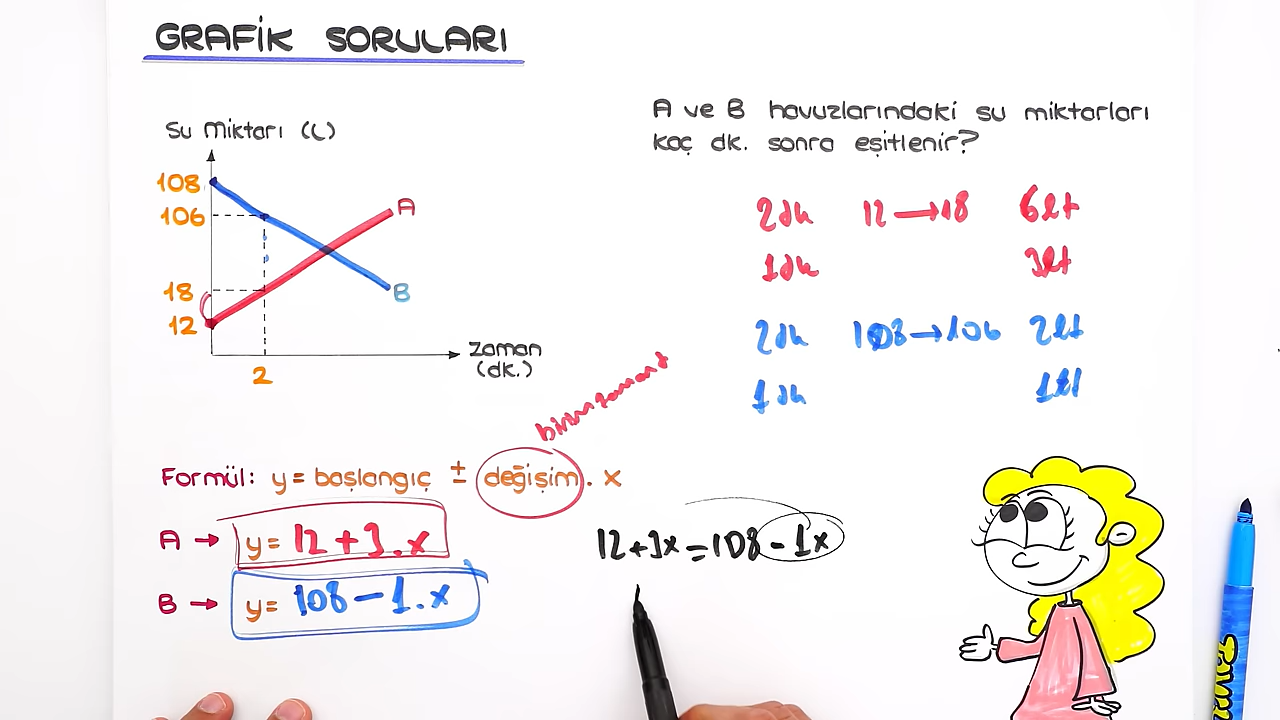 GRAFİK SORULARI
Su Miktarı (L)
108
106
18
12
A
B
2
Zaman
(dk.)
A ve B havuzlarındaki su miktarları
kaç dk. sonra eşitlenir?
2dk 12 → 18 6lt
1dk 3lt
2dk 108 → 106 2lt
1dk 1lt
birim zamanda
Formül: y = başlangıç ± değişim . x
A → y = 12 + 3 . x
B → y = 108 - 1 . x
12 + 3x = 108 - 1x